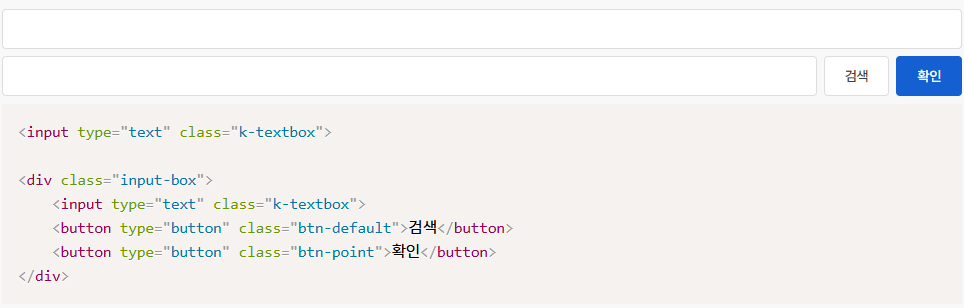 검색 확인
<input type="text" class="k-textbox">
<div class="input-box">
<input type="text" class="k-textbox">
<button type="button" class="btn-default">검색</button>
<button type="button" class="btn-point">확인</button>
</div>